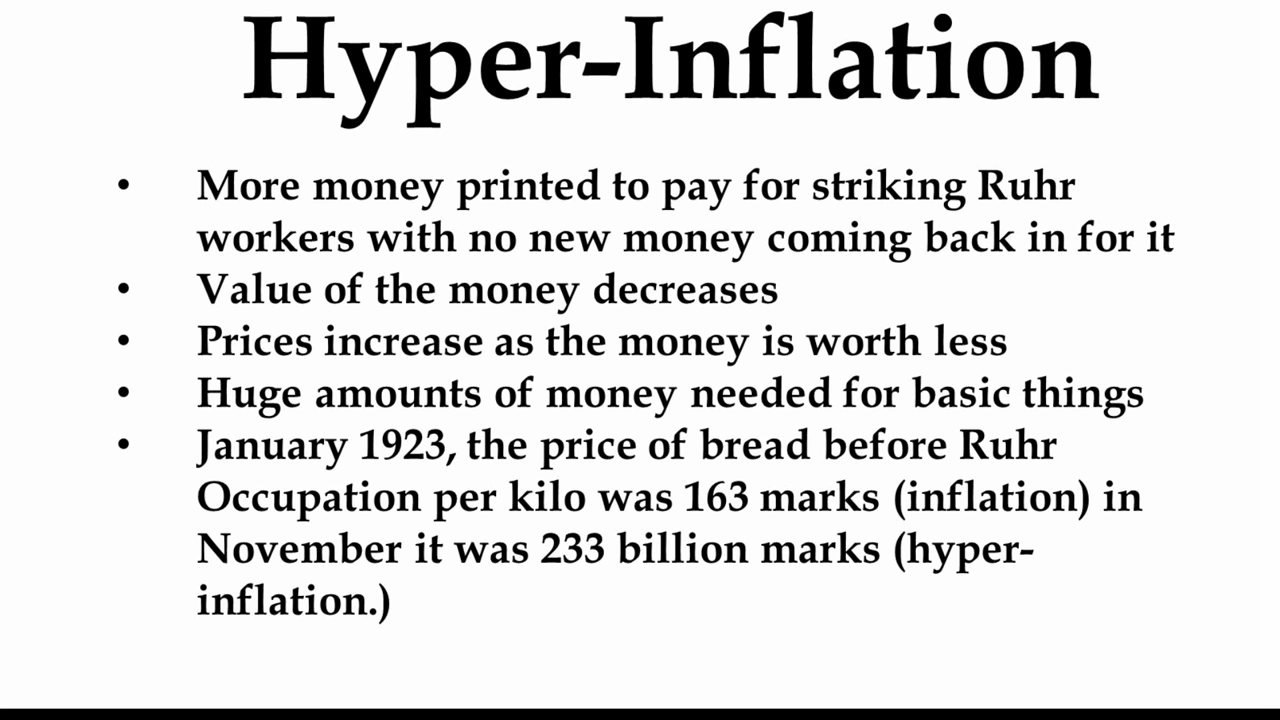 Hyper-Inflation
• More money printed to pay for striking Ruhr
workers with no new money coming back in for it
• Value of the money decreases
• Prices increase as the money is worth less
• Huge amounts of money needed for basic things
• January 1923, the price of bread before Ruhr
Occupation per kilo was 163 marks (inflation) in
November it was 233 billion marks (hyper-
inflation.)